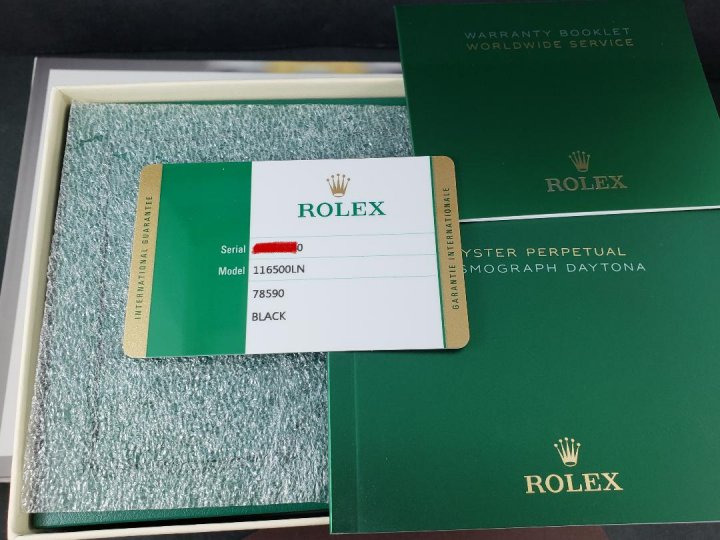 WARRANTY BOOKLET
WORLDWIDE SERVICE
ROLEX
INTERNATIONAL GUARANTEE
ROLEX
Serial 0
Model 116500LN
78590
BLACK
GARANTIE INTERNATIONALE
YSTER PERPETUAL
SMOGRAPH DAYTONA
ROLEX